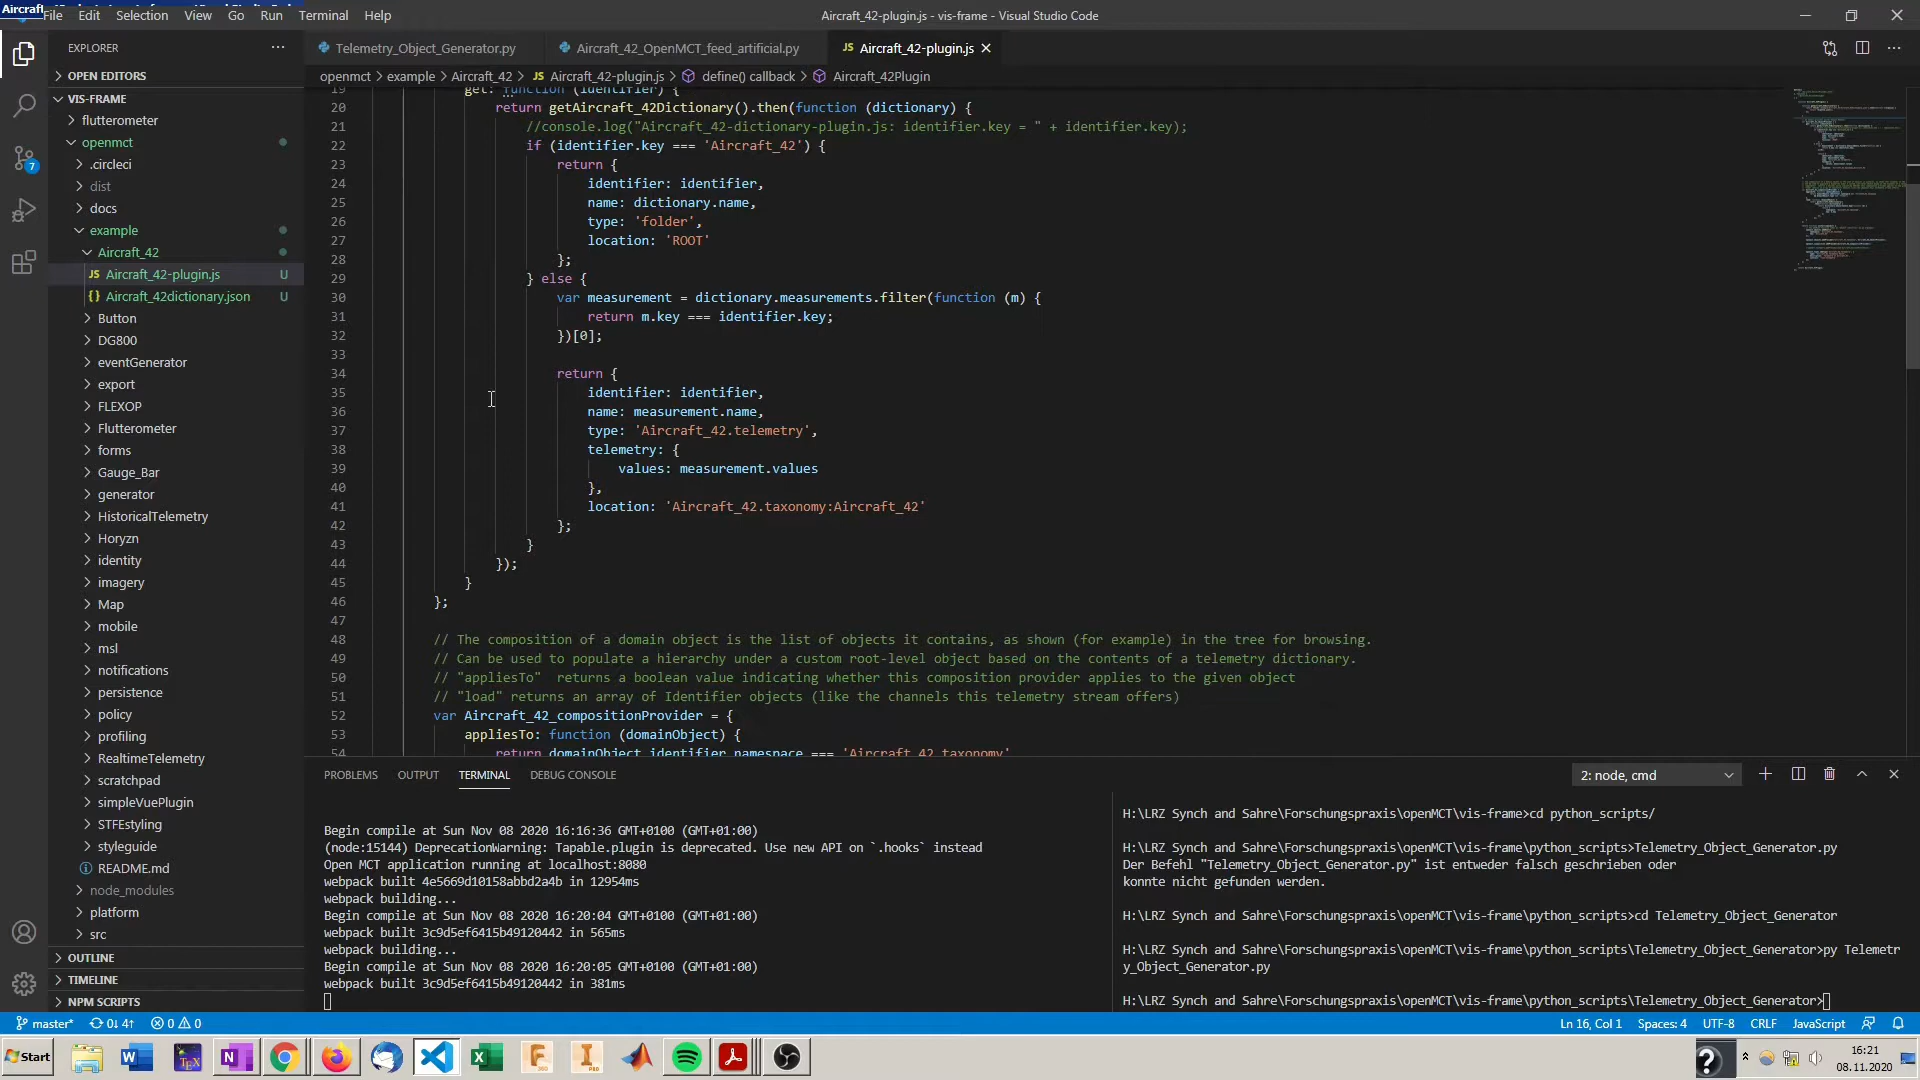 Aircraft
File Edit Selection View Go Run Terminal Help
Aircraft_42-plugin.js - vis-frame - Visual Studio Code
EXPLORER
Telemetry_Object_Generator.py
Aircraft_42_OpenMCT_feed_artificial.py
JS Aircraft_42-plugin.js
openmct > example > Aircraft_42 > JS Aircraft_42-plugin.js > define() callback > Aircraft_42Plugin
OPEN EDITORS
VIS-FRAME
flutterometer
openmct
.circleci
dist
docs
example
Aircraft_42
JS Aircraft_42-plugin.js U
{} Aircraft_42dictionary.json U
Button
DG800
eventGenerator
export
FLEXOP
Flutterometer
forms
Gauge_Bar
generator
HistoricalTelemetry
Horyzn
identity
imagery
Map
mobile
msl
notifications
persistence
policy
profiling
RealtimeTelemetry
scratchpad
simpleVuePlugin
STFEstyling
styleguide
README.md
node_modules
platform
src
OUTLINE
TIMELINE
NPM SCRIPTS
7
19 get: function (identifier) {
20 return getAircraft_42Dictionary().then(function (dictionary) {
21 //console.log("Aircraft_42-dictionary-plugin.js: identifier.key = " + identifier.key);
22 if (identifier.key === 'Aircraft_42') {
23 return {
24 identifier: identifier,
25 name: dictionary.name,
26 type: 'folder',
27 location: 'ROOT'
28 };
29 } else {
30 var measurement = dictionary.measurements.filter(function (m) {
31 return m.key === identifier.key;
32 })[0];
33
34 return {
35 identifier: identifier,
36 name: measurement.name,
37 type: 'Aircraft_42.telemetry',
38 telemetry: {
39 values: measurement.values
40 },
41 location: 'Aircraft_42.taxonomy:Aircraft_42'
42 };
43 }
44 });
45 }
46 };
47
48 // The composition of a domain object is the list of objects it contains, as shown (for example) in the tree for browsing.
49 // Can be used to populate a hierarchy under a custom root-level object based on the contents of a telemetry dictionary.
50 // "appliesTo"  returns a boolean value indicating whether this composition provider applies to the given object
51 // "load" returns an array of Identifier objects (like the channels this telemetry stream offers)
52 var Aircraft_42_compositionProvider = {
53 appliesTo: function (domainObject) {
54 return domainObject.identifier.namespace === 'Aircraft_42.taxonomy'
PROBLEMS OUTPUT TERMINAL DEBUG CONSOLE
2: node, cmd
Begin compile at Sun Nov 08 2020 16:16:36 GMT+0100 (GMT+01:00)
(node:15144) DeprecationWarning: Tapable.plugin is deprecated. Use new API on `.hooks` instead
Open MCT application running at localhost:8080
webpack built 4e5669d10158abbd2a4b in 12954ms
webpack building...
Begin compile at Sun Nov 08 2020 16:20:04 GMT+0100 (GMT+01:00)
webpack built 3c9d5ef6415b49120442 in 565ms
webpack building...
Begin compile at Sun Nov 08 2020 16:20:05 GMT+0100 (GMT+01:00)
webpack built 3c9d5ef6415b49120442 in 381ms
H:\LRZ Synch and Sahre\Forschungspraxis\openMCT\vis-frame>cd python_scripts/
H:\LRZ Synch and Sahre\Forschungspraxis\openMCT\vis-frame\python_scripts>Telemetry_Object_Generator.py
Der Befehl "Telemetry_Object_Generator.py" ist entweder falsch geschrieben oder
konnte nicht gefunden werden.
H:\LRZ Synch and Sahre\Forschungspraxis\openMCT\vis-frame\python_scripts>cd Telemetry_Object_Generator
H:\LRZ Synch and Sahre\Forschungspraxis\openMCT\vis-frame\python_scripts\Telemetry_Object_Generator>py Telemetr
y_Object_Generator.py
H:\LRZ Synch and Sahre\Forschungspraxis\openMCT\vis-frame\python_scripts\Telemetry_Object_Generator>
master* 0↓ 4↑ 0 0
Ln 16, Col 1 Spaces: 4 UTF-8 CRLF JavaScript
Start
16:21
08.11.2020